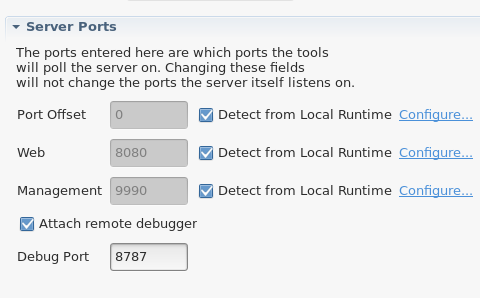 Server Ports
The ports entered here are which ports the tools
will poll the server on. Changing these fields
will not change the ports the server itself listens on.
Port Offset 0 Detect from Local Runtime Configure...
Web 8080 Detect from Local Runtime Configure...
Management 9990 Detect from Local Runtime Configure...
Attach remote debugger
Debug Port 8787